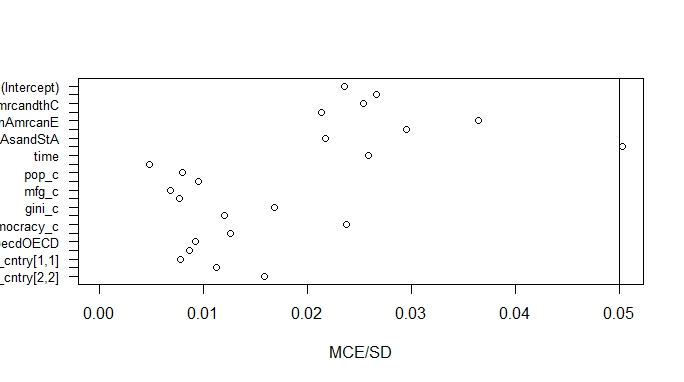 (Intercept)
mrcandthC
nAmrcanE
AsandStA
time
pop_c
mfg_c
gini_c
mocracy_c
oecdOECD
_cntry[1,1]
_cntry[2,2]
0.00 0.01 0.02 0.03 0.04 0.05
MCE/SD